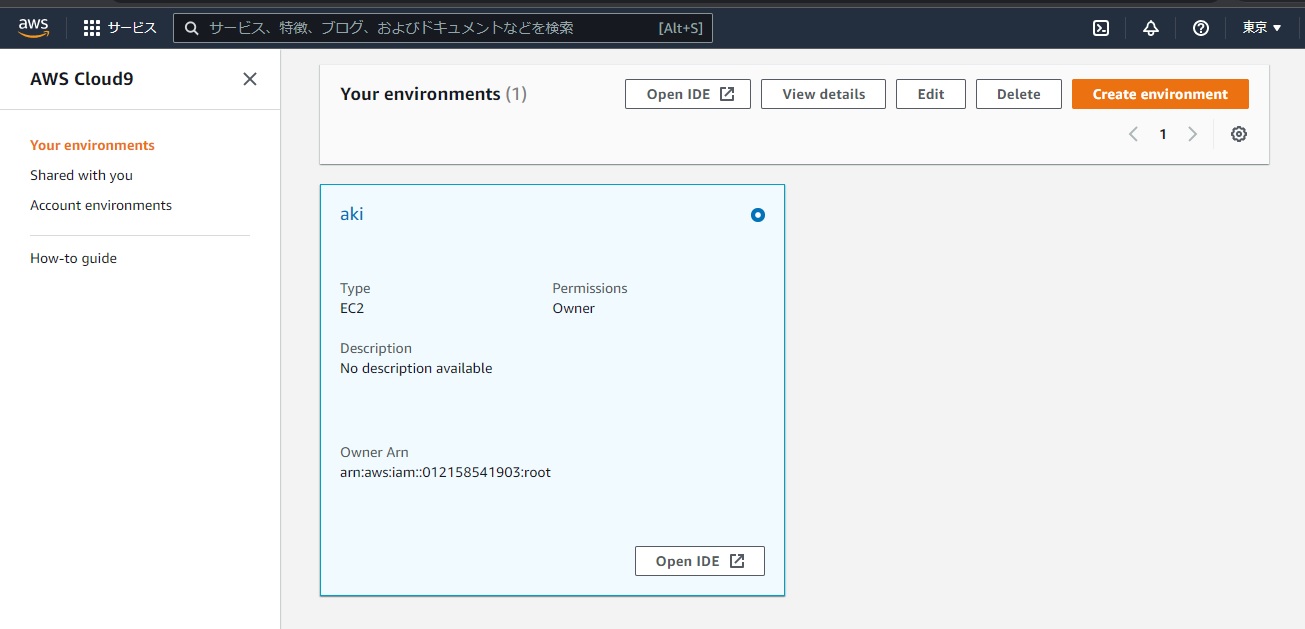 aws サービス サービス、特徴、ブログ、およびドキュメントなどを検索 [Alt+S] 東京
AWS Cloud9
Your environments
Shared with you
Account environments
How-to guide
Your environments (1) Open IDE View details Edit Delete Create environment
1
aki
Type Permissions
EC2 Owner
Description
No description available
Owner Arn
arn:aws:iam::012158541903:root
Open IDE